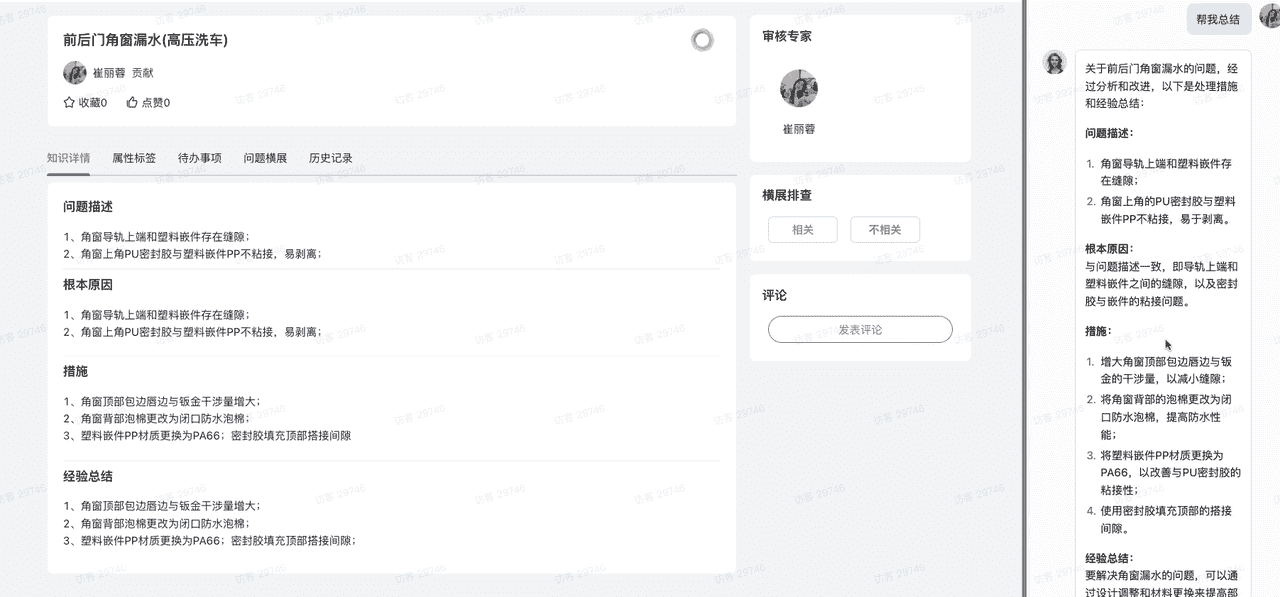 前后门角窗漏水(高压洗车)
崔丽蓉 贡献
收藏0 点赞0
知识详情 属性标签 待办事项 问题横展 历史记录
问题描述
1、角窗导轨上端和塑料嵌件存在缝隙；
2、角窗上角PU密封胶与塑料嵌件PP不粘接，易剥离；
根本原因
1、角窗导轨上端和塑料嵌件存在缝隙；
2、角窗上角PU密封胶与塑料嵌件PP不粘接，易剥离；
措施
1、角窗顶部包边唇边与钣金干涉量增大；
2、角窗背部泡棉更改为闭口防水泡棉；
3、塑料嵌件PP材质更换为PA66；密封胶填充顶部搭接间隙
经验总结
1、角窗顶部包边唇边与钣金干涉量增大；
2、角窗背部泡棉更改为闭口防水泡棉；
3、塑料嵌件PP材质更换为PA66；密封胶填充顶部搭接间隙；
审核专家
崔丽蓉
横展排查
相关 不相关
评论
发表评论
帮我总结
关于前后门角窗漏水的问题，经
过分析和改进，以下是处理措施
和经验总结：
问题描述：
1. 角窗导轨上端和塑料嵌件存
在缝隙；
2. 角窗上角的PU密封胶与塑料
嵌件PP不粘接，易于剥离。
根本原因：
与问题描述一致，即导轨上端和
塑料嵌件之间的缝隙，以及密封
胶与嵌件的粘接问题。
措施：
1. 增大角窗顶部包边唇边与钣
金的干涉量，以减小缝隙；
2. 将角窗背部的泡棉更改为闭
口防水泡棉，提高防水性
能；
3. 将塑料嵌件PP材质更换为
PA66，以改善与PU密封胶的
粘接性；
4. 使用密封胶填充顶部的搭接
间隙。
经验总结：
要解决角窗漏水的问题，可以通
过设计调整和材料更换来提高部
访客 29746